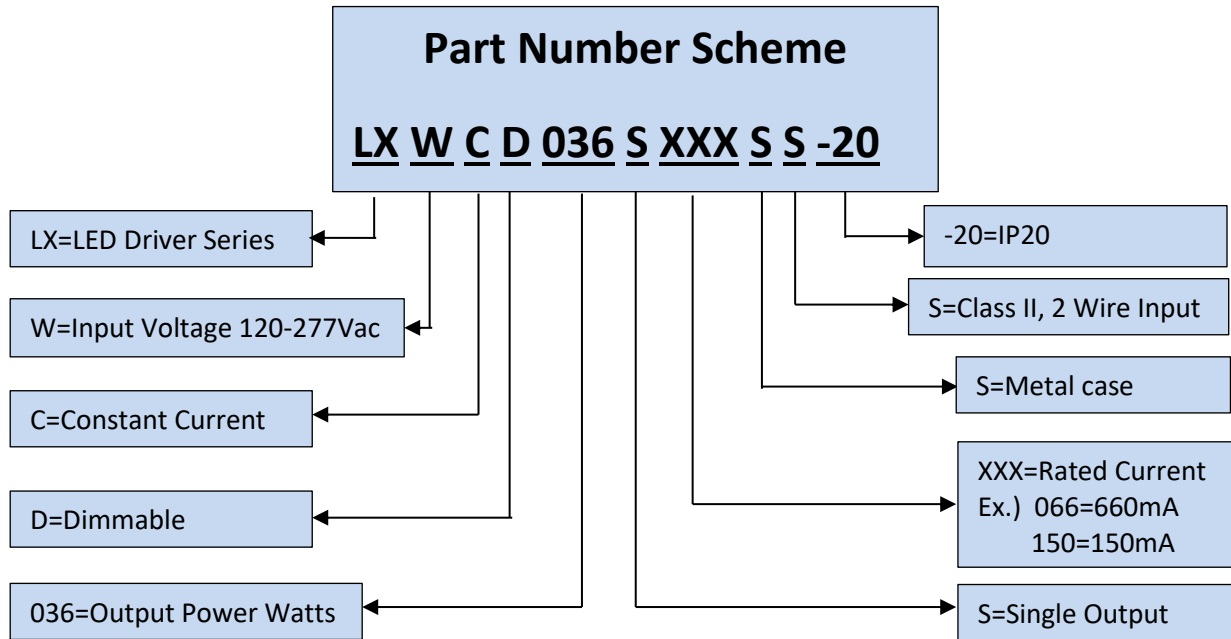 Part Number Scheme
LX W C D 036 S XXX S S -20
LX=LED Driver Series
W=Input Voltage 120-277Vac
C=Constant Current
D=Dimmable
036=Output Power Watts
-20=IP20
S=Class II, 2 Wire Input
S=Metal case
XXX=Rated Current
Ex.) 066=660mA
150=150mA
S=Single Output